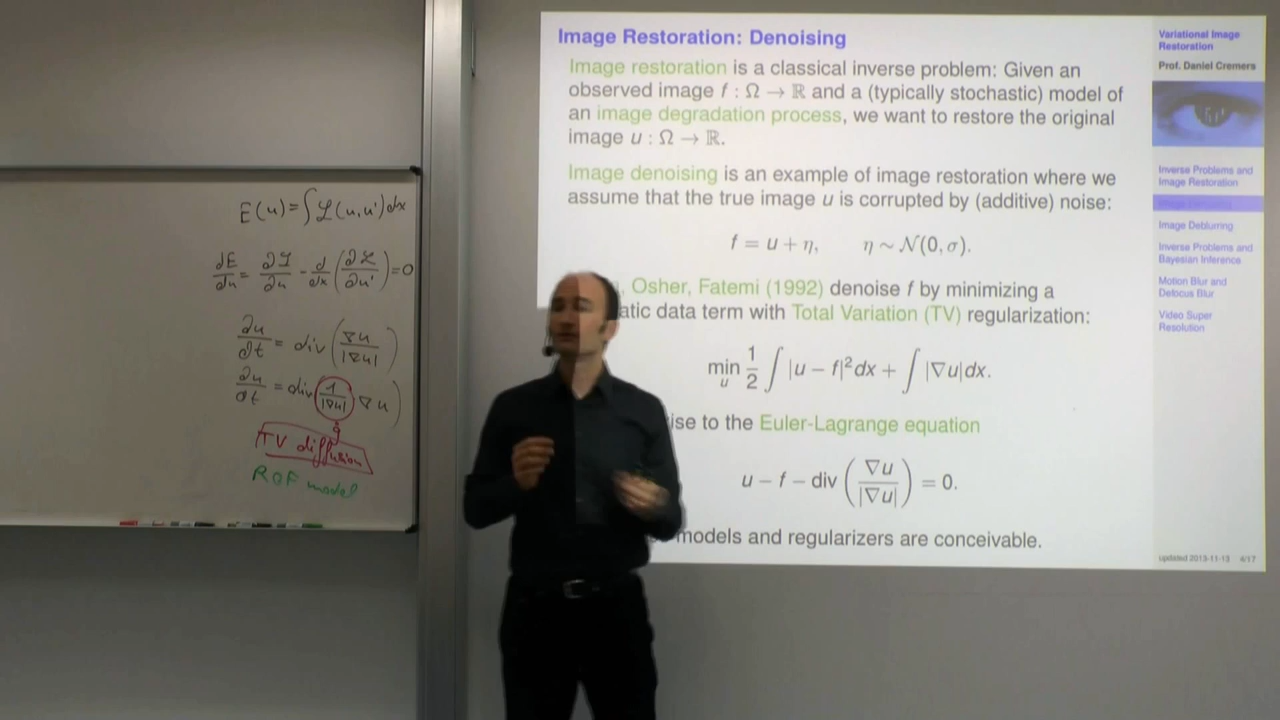 E(u)=∫ℒ(u,u')dx
dE/du = ∂ℒ/∂u - d/dx(∂ℒ/∂u')=0
∂u/∂t = div(∇u/|∇u|)
∂u/∂t = div(1/|∇u| ∇u)
g
TV diffusion
ROF model
Image Restoration: Denoising
Image restoration is a classical inverse problem: Given an
observed image f : Ω → ℝ and a (typically stochastic) model of
an image degradation process, we want to restore the original
image u : Ω → ℝ.
Image denoising is an example of image restoration where we
assume that the true image u is corrupted by (additive) noise:
f = u + η, η ∼ N(0, σ).
, Osher, Fatemi (1992) denoise f by minimizing a
atic data term with Total Variation (TV) regularization:
min u 1/2 ∫ |u − f|² dx + ∫ |∇u| dx.
ise to the Euler-Lagrange equation
u − f − div (∇u/|∇u|) = 0.
models and regularizers are conceivable.
Variational Image
Restoration
Prof. Daniel Cremers
Inverse Problems and
Image Restoration
Image Deblurring
Inverse Problems and
Bayesian Inference
Motion Blur and
Defocus Blur
Video Super
Resolution
updated 2013-11-13 4/17